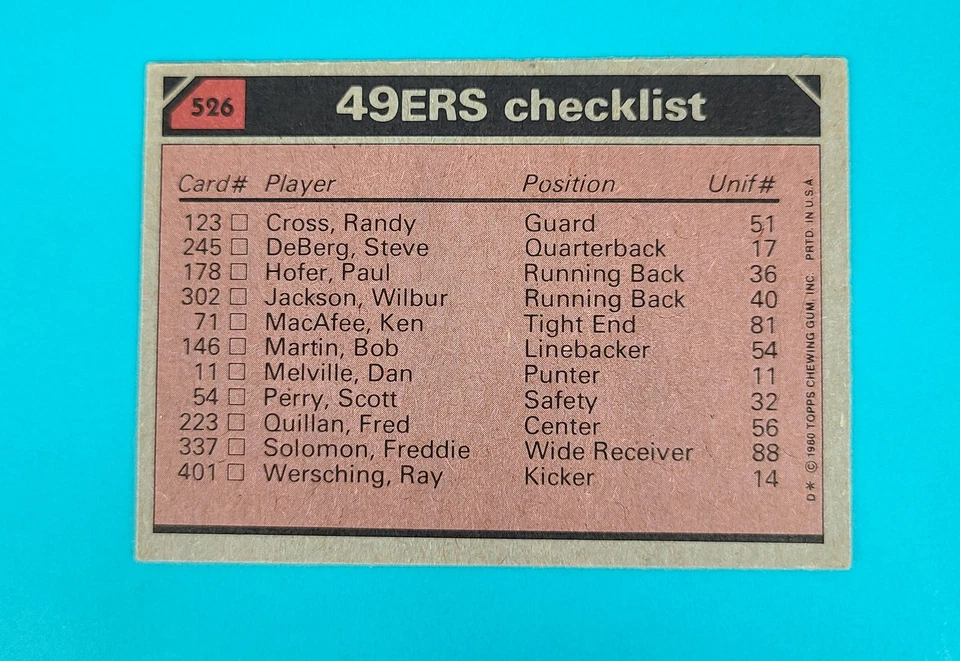 526
49ERS checklist
Card# Player Position Unif#
123 □ Cross, Randy Guard 51
245 □ DeBerg, Steve Quarterback 17
178 □ Hofer, Paul Running Back 36
302 □ Jackson, Wilbur Running Back 40
71 □ MacAfee, Ken Tight End 81
146 □ Martin, Bob Linebacker 54
11 □ Melville, Dan Punter 11
54 □ Perry, Scott Safety 32
223 □ Quillan, Fred Center 56
337 □ Solomon, Freddie Wide Receiver 88
401 □ Wersching, Ray Kicker 14
D* © 1980 TOPPS CHEWING GUM, INC. PRTD. IN U.S.A.